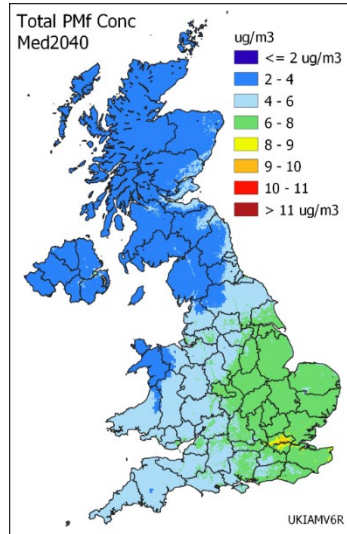 Total PMf Conc
Med2040
ug/m3
<= 2 ug/m3
2 - 4
4 - 6
6 - 8
8 - 9
9 - 10
10 - 11
> 11 ug/m3
UKIAMV6R